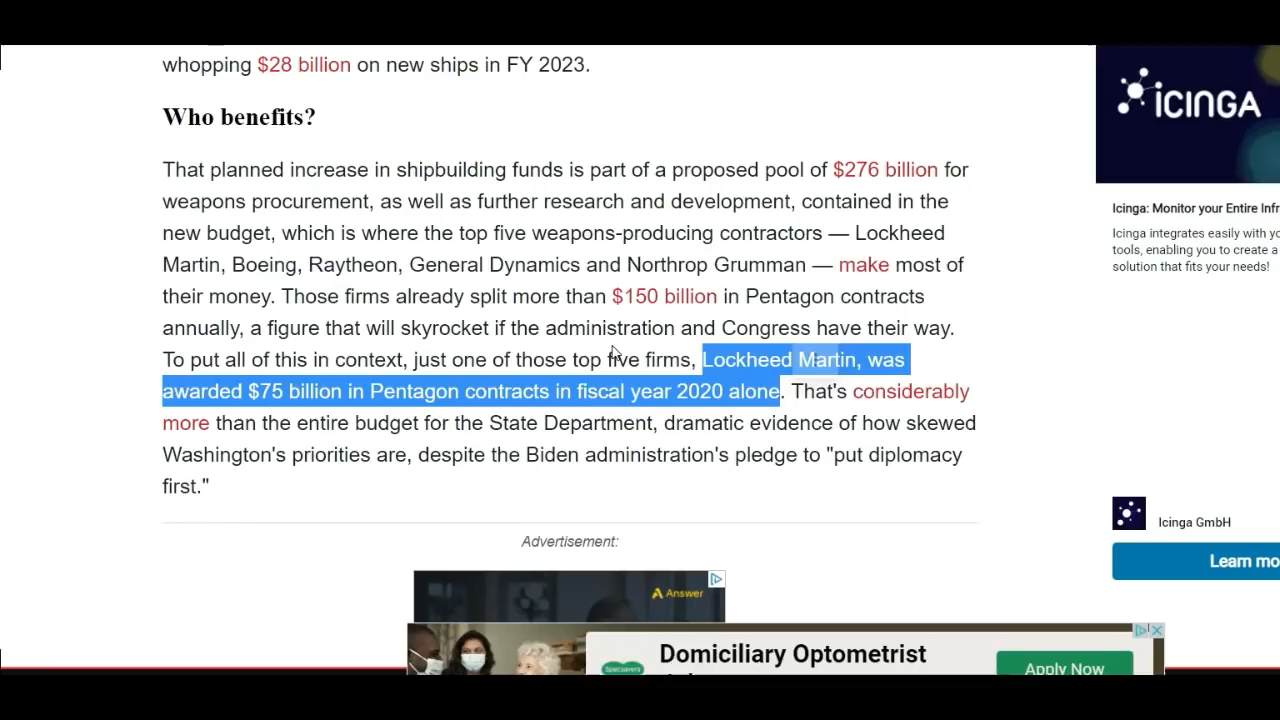 whopping $28 billion on new ships in FY 2023.
Who benefits?
That planned increase in shipbuilding funds is part of a proposed pool of $276 billion for
weapons procurement, as well as further research and development, contained in the
new budget, which is where the top five weapons-producing contractors — Lockheed
Martin, Boeing, Raytheon, General Dynamics and Northrop Grumman — make most of
their money. Those firms already split more than $150 billion in Pentagon contracts
annually, a figure that will skyrocket if the administration and Congress have their way.
To put all of this in context, just one of those top five firms, Lockheed Martin, was
awarded $75 billion in Pentagon contracts in fiscal year 2020 alone. That's considerably
more than the entire budget for the State Department, dramatic evidence of how skewed
Washington's priorities are, despite the Biden administration's pledge to "put diplomacy
first."
Advertisement:
Answer
Domiciliary Optometrist
Specsavers
Apply Now
ICINGA
Icinga: Monitor your Entire Infr
Icinga integrates easily with yo
tools, enabling you to create a
solution that fits your needs!
Icinga GmbH
Learn mo